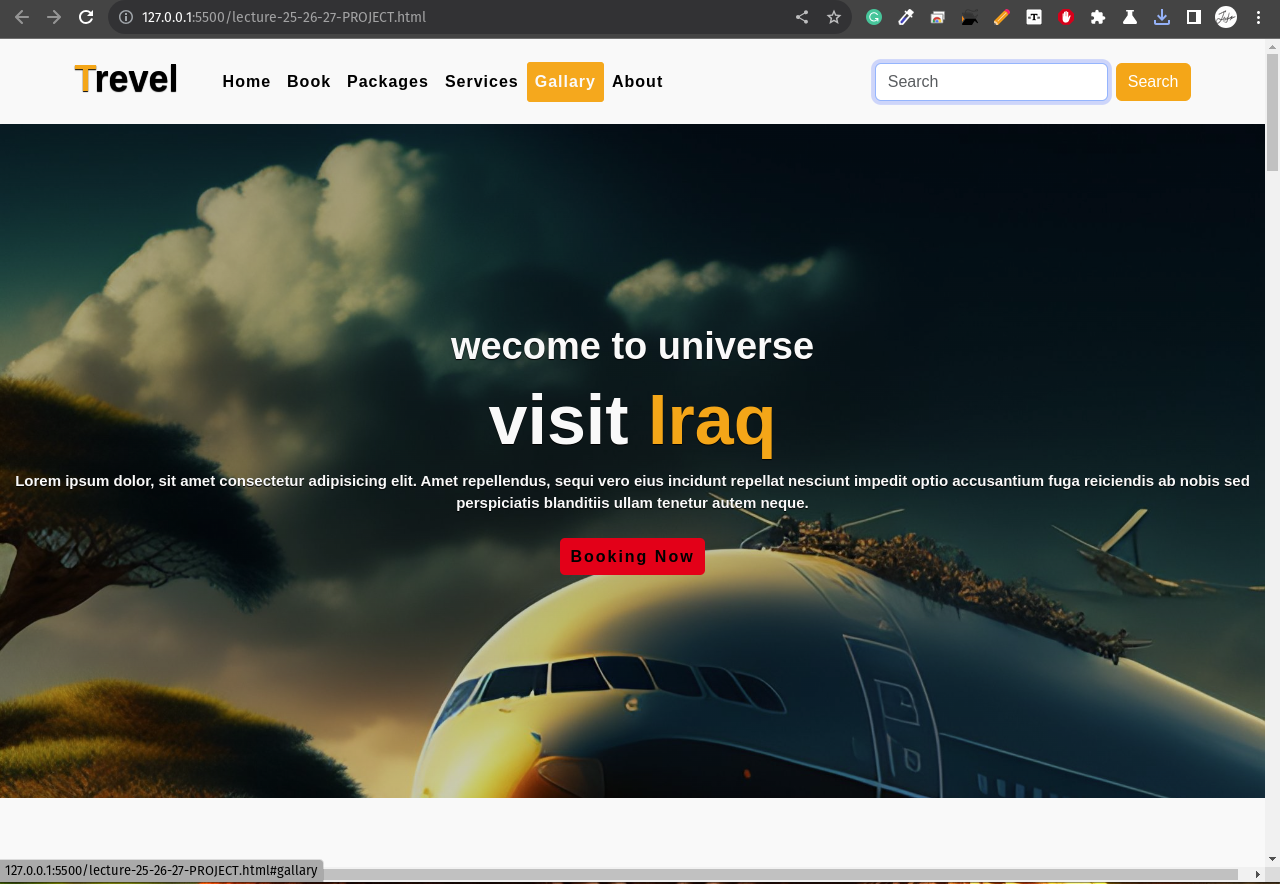 127.0.0.1:5500/lecture-25-26-27-PROJECT.html
Trevel Home Book Packages Services Gallary About Search Search
wecome to universe
visit Iraq
Lorem ipsum dolor, sit amet consectetur adipisicing elit. Amet repellendus, sequi vero eius incidunt repellat nesciunt impedit optio accusantium fuga reiciendis ab nobis sed
perspiciatis blanditiis ullam tenetur autem neque.
Booking Now
127.0.0.1:5500/lecture-25-26-27-PROJECT.html#gallary